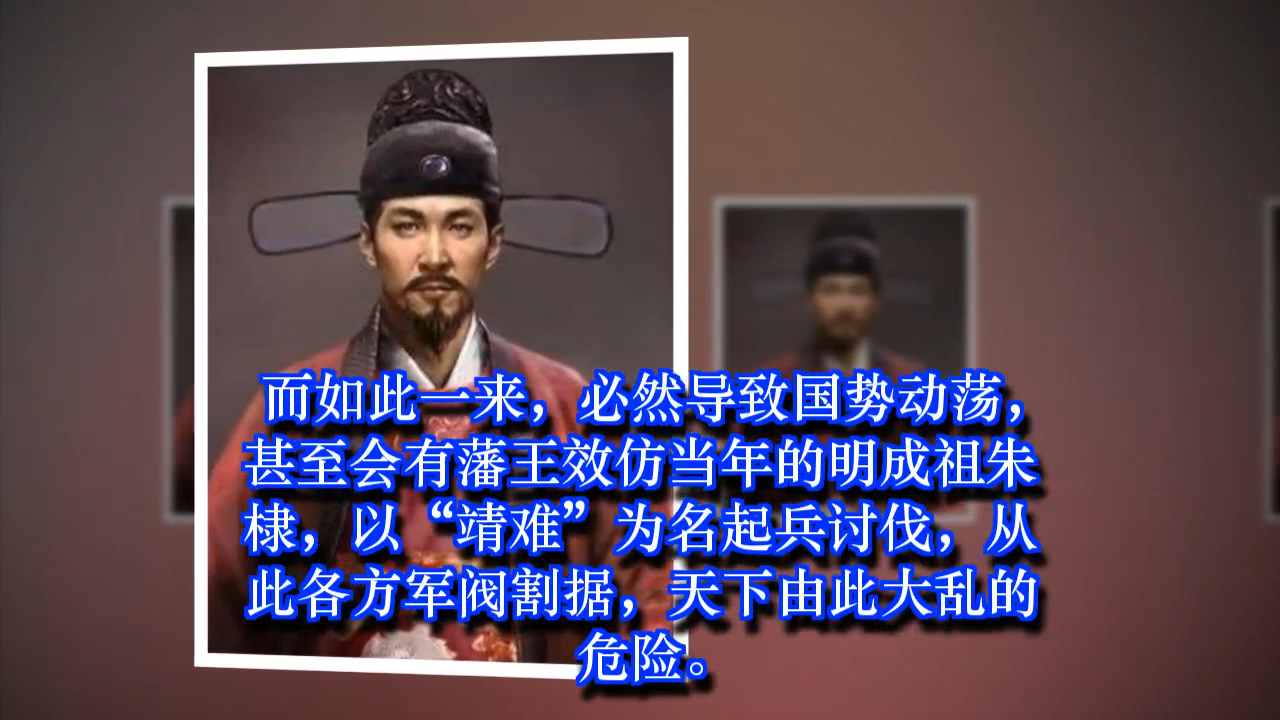 而如此一来，必然导致国势动荡，
甚至会有藩王效仿当年的明成祖朱
棣，以“靖难”为名起兵讨伐，从
此各方军阀割据，天下由此大乱的
危险。